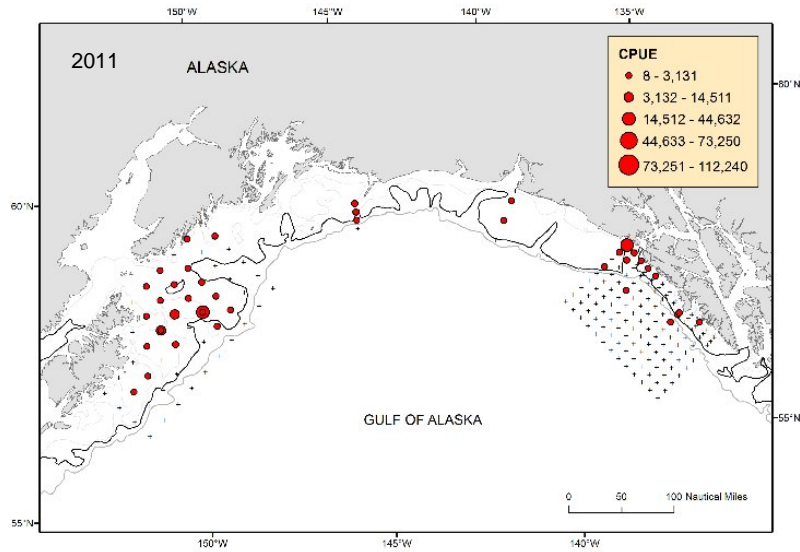 150°W 145°W 140°W 135°W
2011
ALASKA
CPUE
8 - 3,131
3,132 - 14,511
14,512 - 44,632
44,633 - 73,250
73,251 - 112,240
60°N
60°N
GULF OF ALASKA
55°N
0 50 100 Nautical Miles
55°N
150°W 145°W 140°W